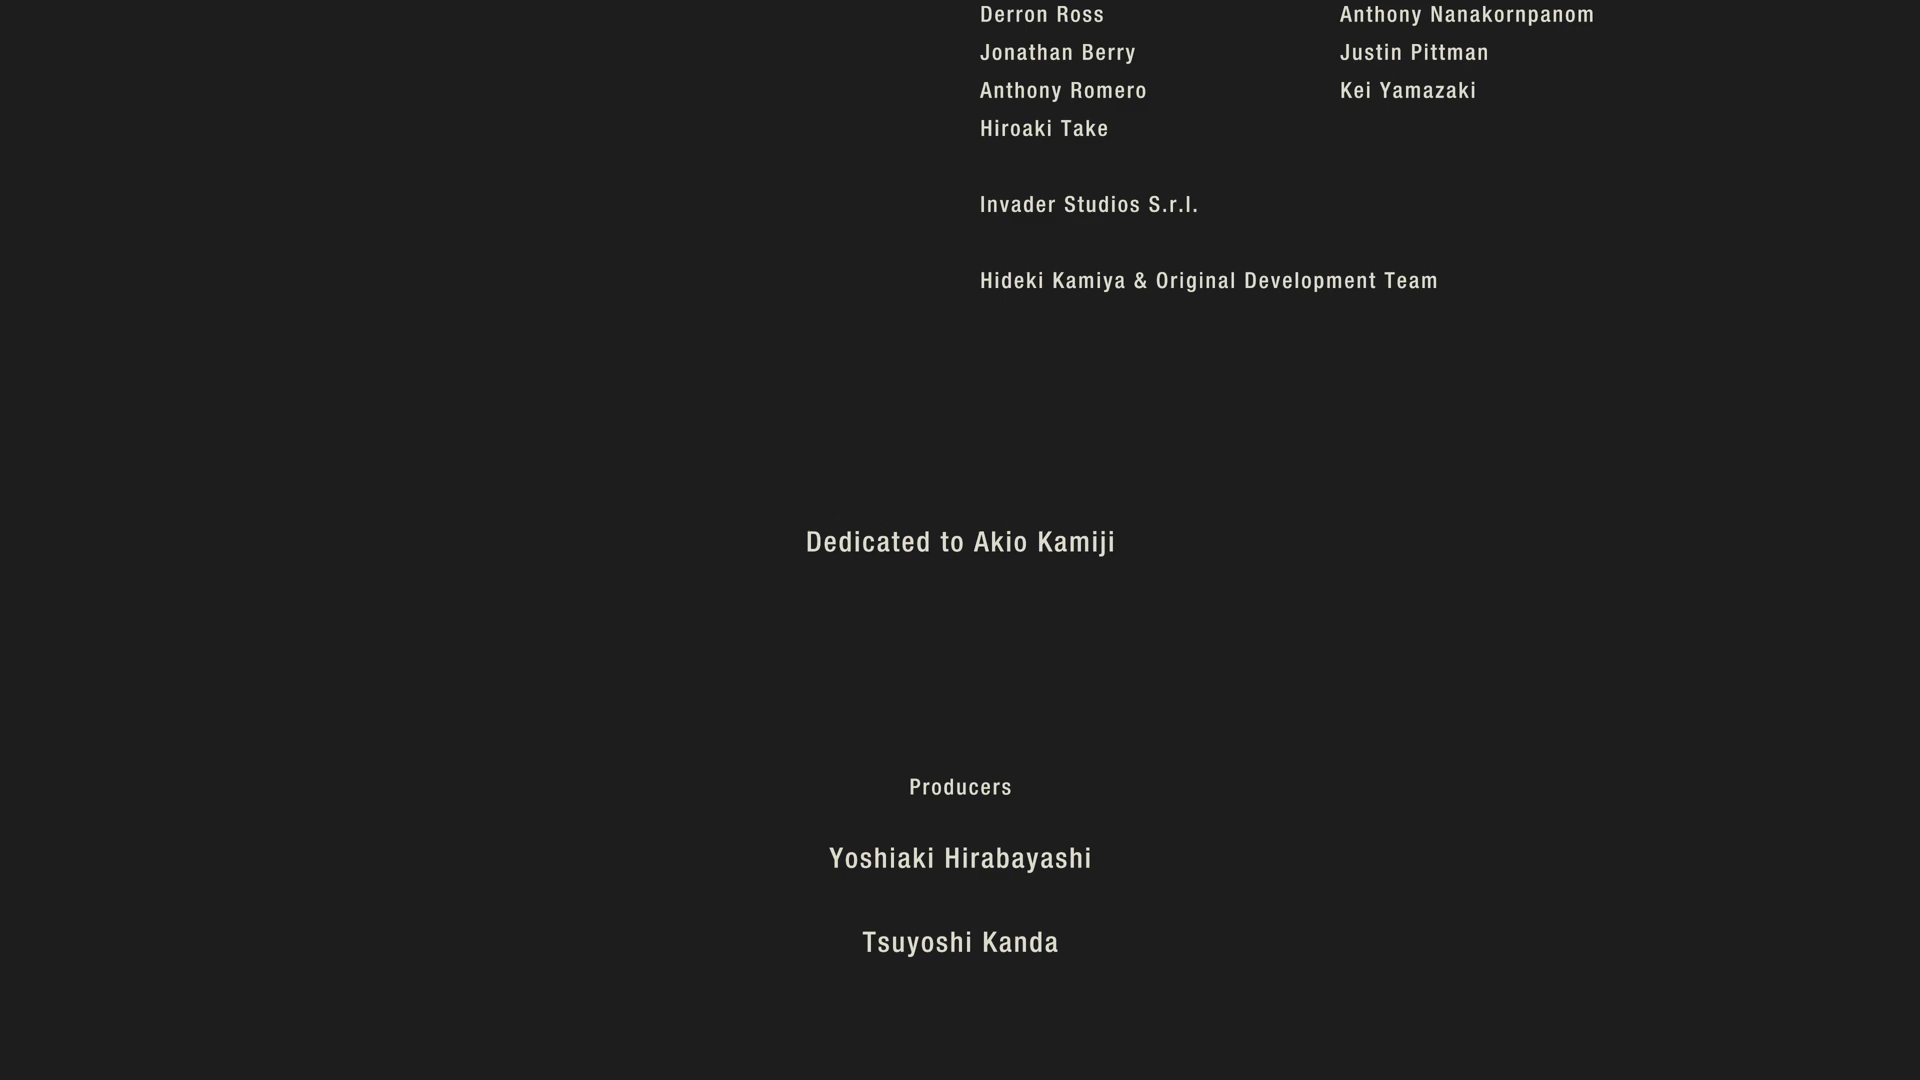 Derron Ross
Anthony Nanakornpanom
Jonathan Berry
Justin Pittman
Anthony Romero
Kei Yamazaki
Hiroaki Take
Invader Studios S.r.l.
Hideki Kamiya & Original Development Team
Dedicated to Akio Kamiji
Producers
Yoshiaki Hirabayashi
Tsuyoshi Kanda